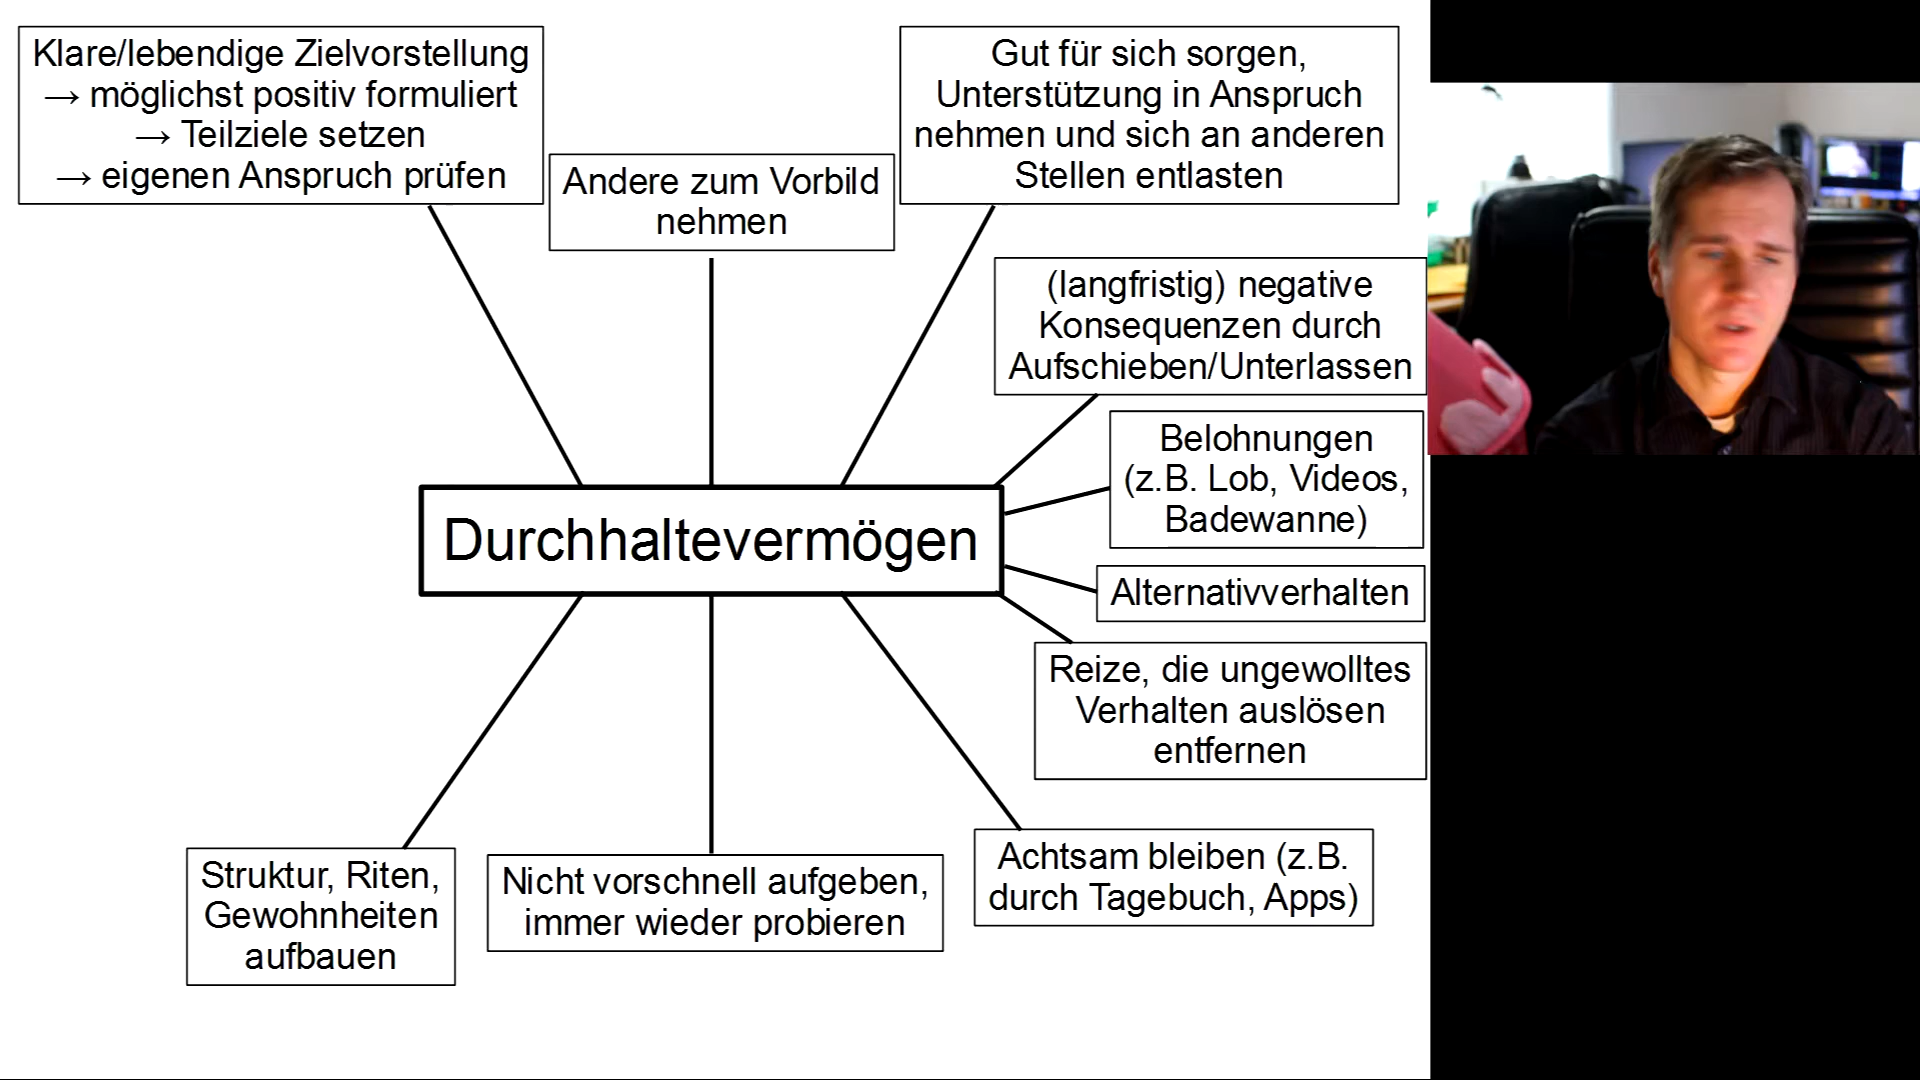 Klare/lebendige Zielvorstellung
→ möglichst positiv formuliert
→ Teilziele setzen
→ eigenen Anspruch prüfen
Andere zum Vorbild
nehmen
Gut für sich sorgen,
Unterstützung in Anspruch
nehmen und sich an anderen
Stellen entlasten
(langfristig) negative
Konsequenzen durch
Aufschieben/Unterlassen
Belohnungen
(z.B. Lob, Videos,
Badewanne)
Durchhaltevermögen
Alternativverhalten
Reize, die ungewolltes
Verhalten auslösen
entfernen
Struktur, Riten,
Gewohnheiten
aufbauen
Nicht vorschnell aufgeben,
immer wieder probieren
Achtsam bleiben (z.B.
durch Tagebuch, Apps)